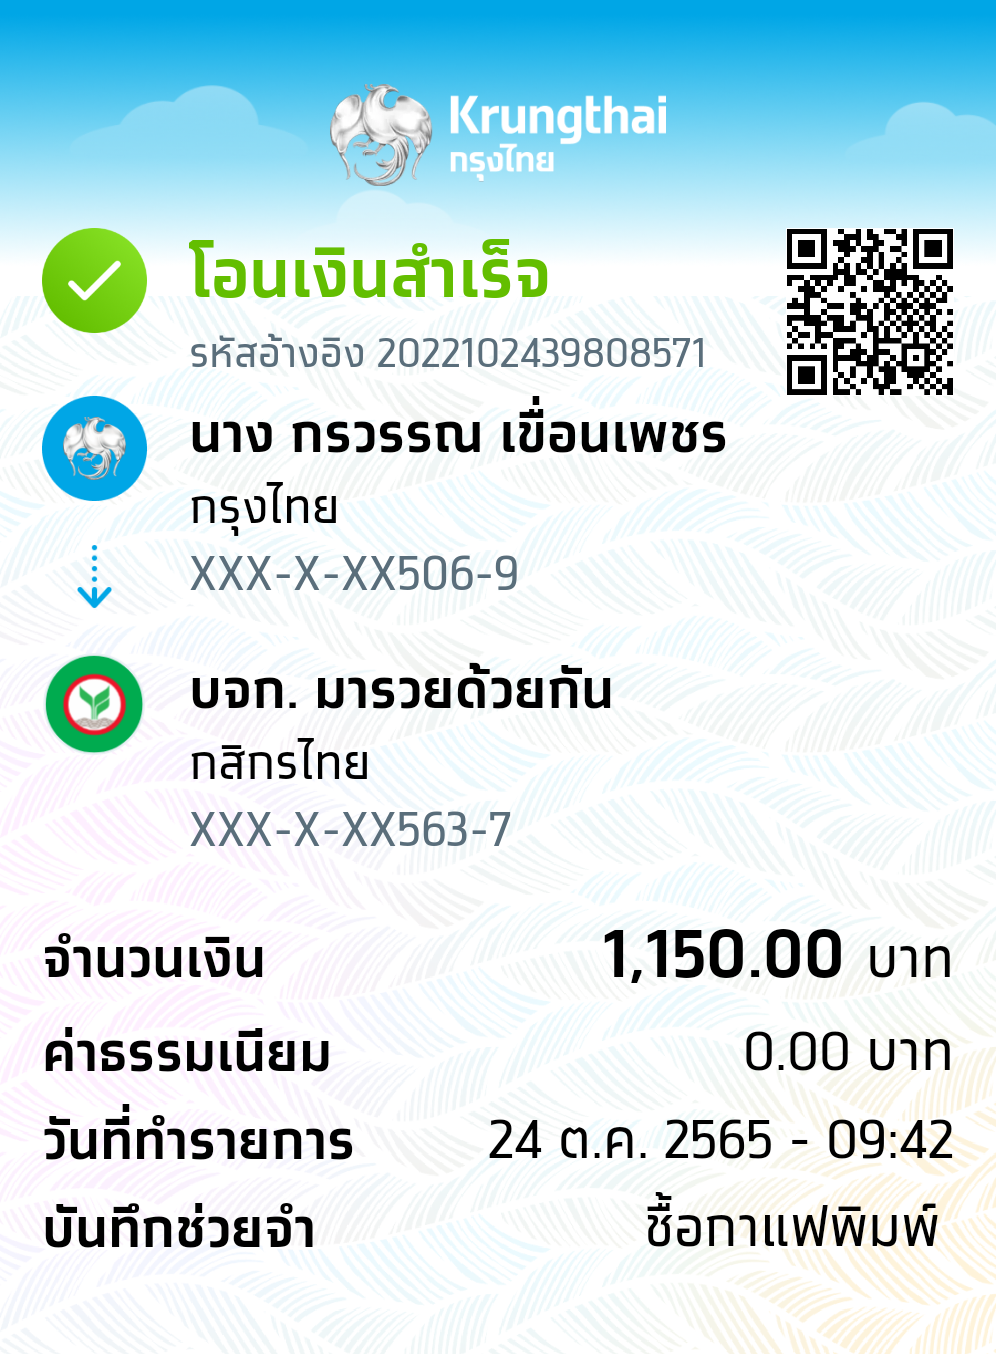 Krungthai
กรุงไทย
โอนเงินสำเร็จ
รหัสอ้างอิง 2022102439808571
นาง กรวรรณ เขื่อนเพชร
กรุงไทย
XXX-X-XX506-9
บจก. มารวยด้วยกัน
กสิกรไทย
XXX-X-XX563-7
จำนวนเงิน 1,150.00 บาท
ค่าธรรมเนียม 0.00 บาท
วันที่ทำรายการ 24 ต.ค. 2565 - 09:42
บันทึกช่วยจำ ซื้อกาแฟพิมพ์